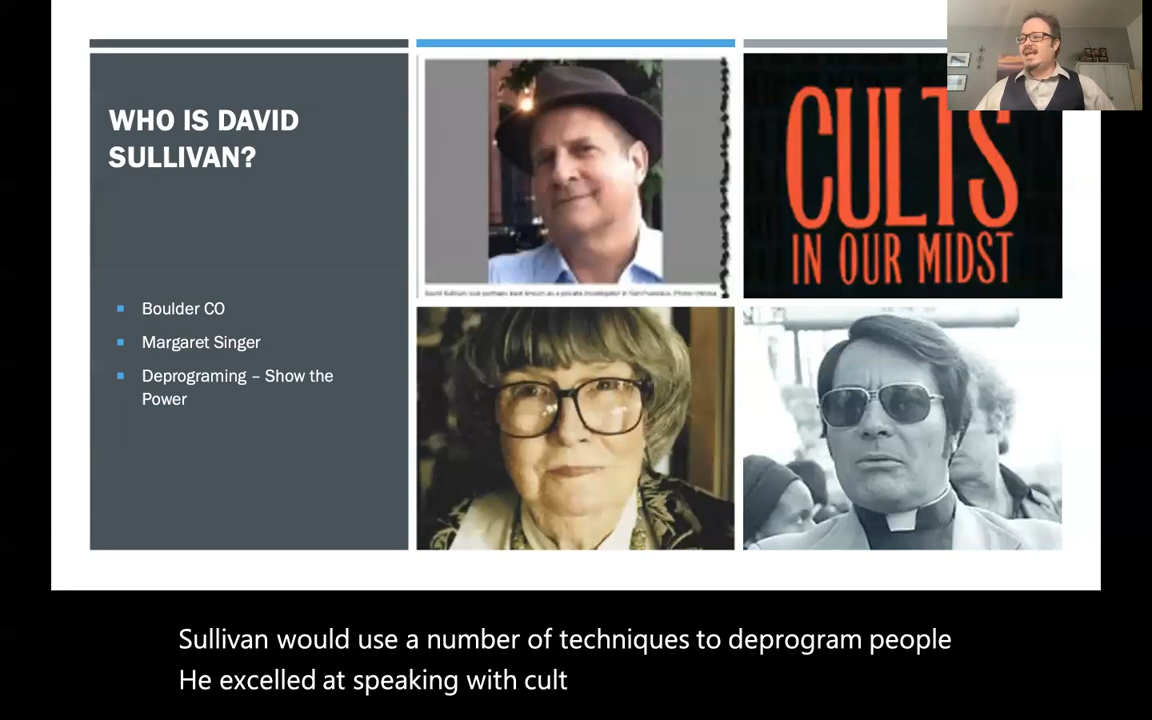 WHO IS DAVID
SULLIVAN?
Boulder CO
Margaret Singer
Deprograming – Show the
Power
CULTS
IN OUR MIDST
Sullivan would use a number of techniques to deprogram people
He excelled at speaking with cult